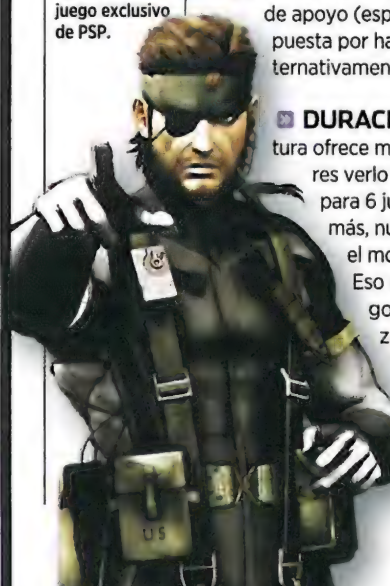 juego exclusivo
de PSP.
de apoyo (esp
puesta por ha
ternativamen
DURACI
tura ofrece m
res verlo
para 6 ju
más, nu
el mo
Eso
go
z
US